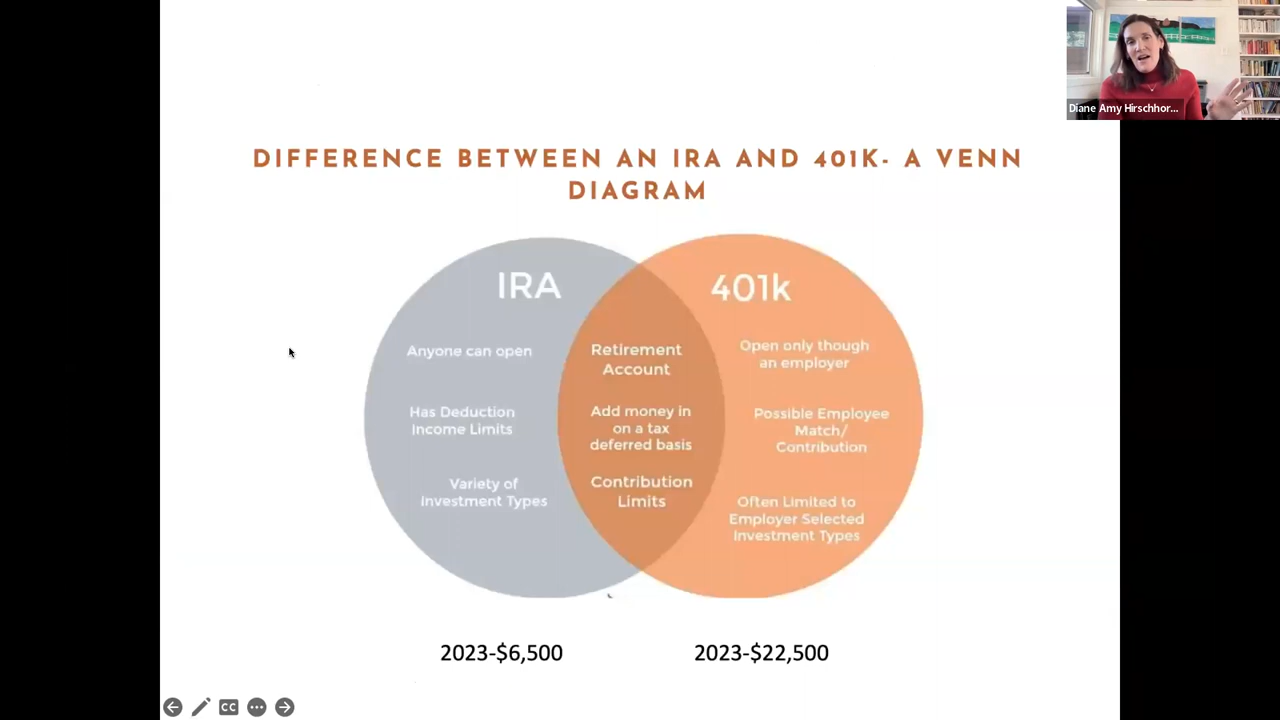 Diane Amy Hirschhor...
DIFFERENCE BETWEEN AN IRA AND 401K- A VENN
DIAGRAM
IRA
Anyone can open
Has Deduction
Income Limits
Variety of
Investment Types
Retirement
Account
Add money in
on a tax
deferred basis
Contribution
Limits
401k
Open only though
an employer
Possible Employee
Match/
Contribution
Often Limited to
Employer Selected
Investment Types
2023-$6,500
2023-$22,500
CC